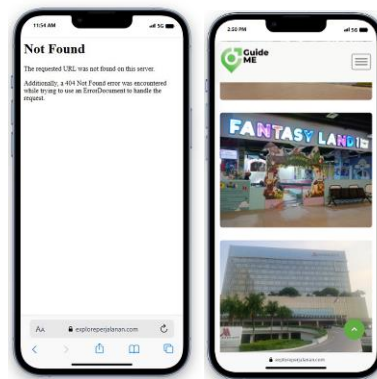 11:54 AM
5G
Not Found
The requested URL was not found on this server.
Additionally, a 404 Not Found error was encountered
while trying to use an ErrorDocument to handle the
request.
AA
exploreperjalanan.com
2:20 PM
5G
Guide
ME
FANTASY LAND
exploreperjalanan.com